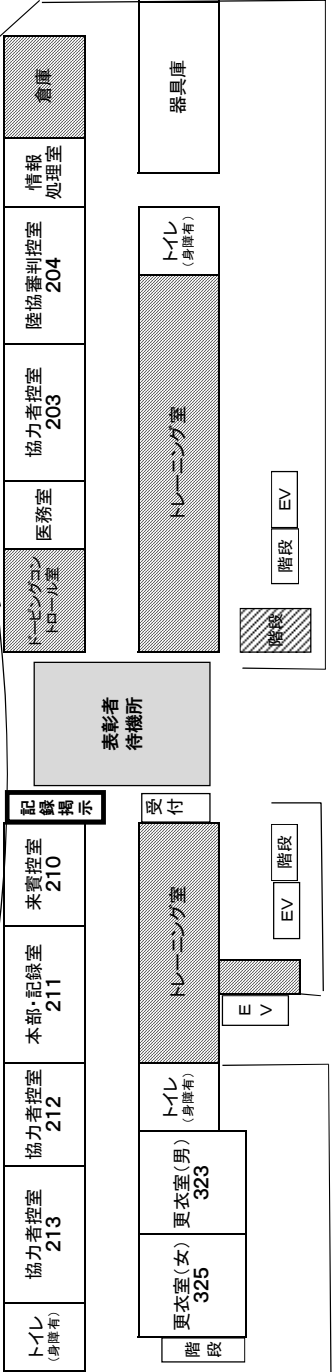 倉庫
情報
処理室
陸協審判控室
204
協力者控室
203
医務室
ドーピングコン
トロール室
器具庫
トイレ
(身障有)
トレーニング室
EV
階段
階段
表彰者
待機所
記録掲示
受付
来賓控室
210
本部・記録室
211
協力者控室
212
協力者控室
213
トイレ
(身障有)
トレーニング室
トイレ
(身障有)
更衣室(男)
323
更衣室(女)
325
階段
階段
EV
EV